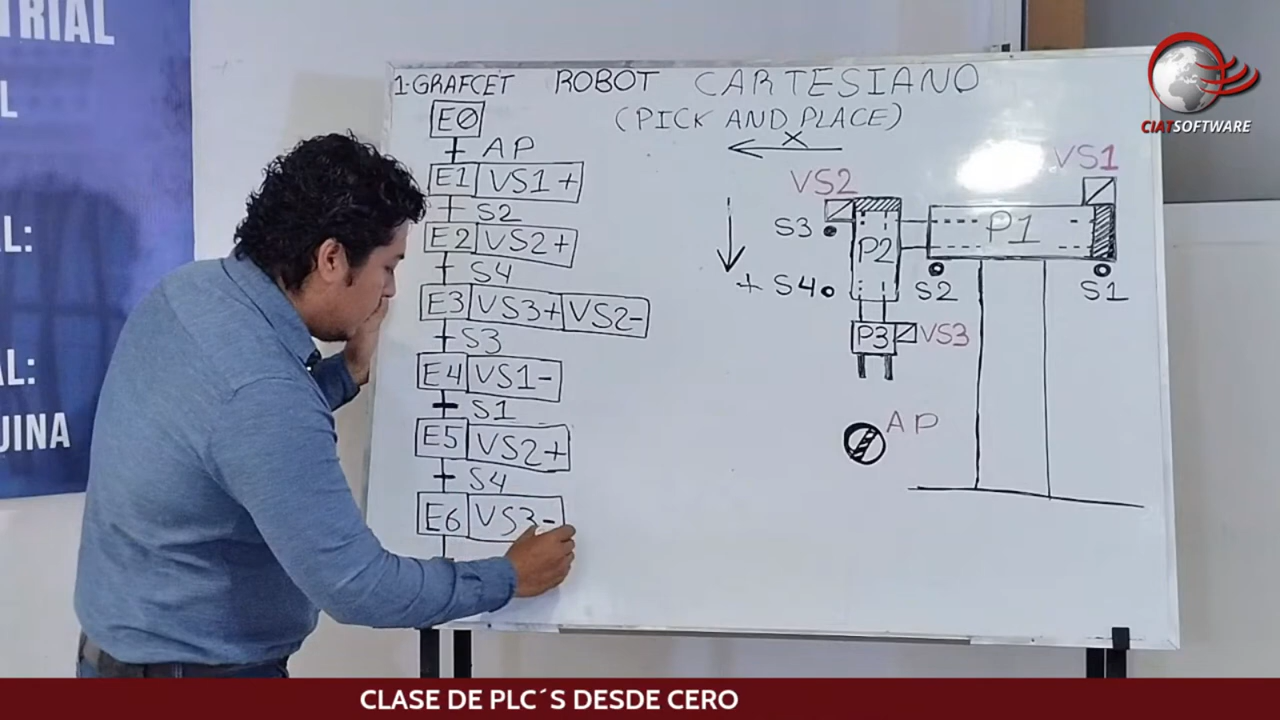 TRIAL
L
AL:
AL:
UINA
1-GRAFCET ROBOT CARTESIANO
(PICK AND PLACE)
E0
AP
E1 VS1+
S2
E2 VS2+
S4
E3 VS3+ VS2-
S3
E4 VS1-
S1
E5 VS2+
S4
E6 VS3-
X
VS1
VS2
S3
P2
P1
+ S4
S2
S1
P3
VS3
AP
CIATSOFTWARE
CLASE DE PLC´S DESDE CERO